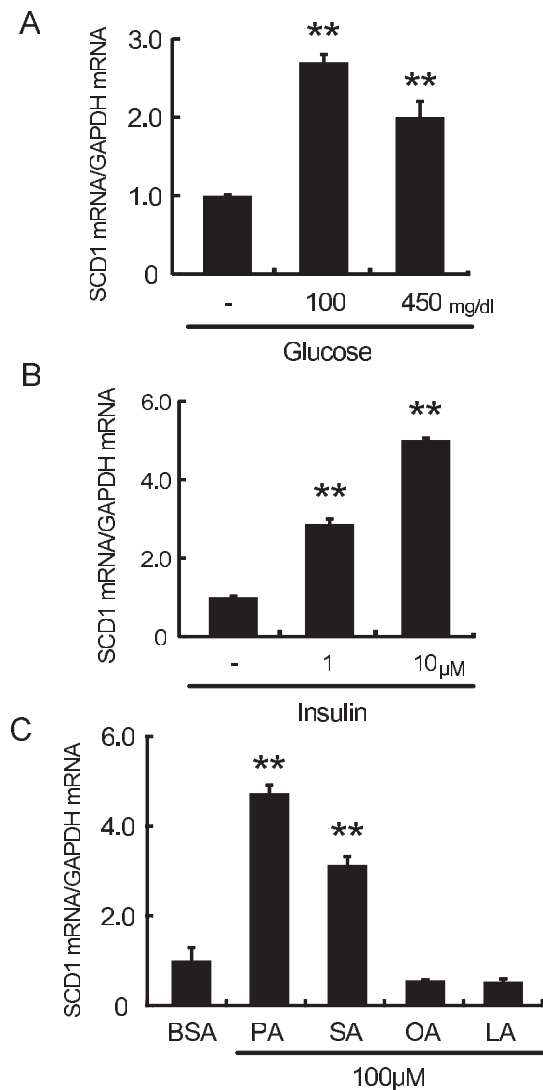 A
SCD1 mRNA/GAPDH mRNA
3.0
2.0
1.0
0
**
**
- 100 450 mg/dl
Glucose
B
SCD1 mRNA/GAPDH mRNA
6.0
4.0
2.0
0
**
**
- 1 10 µM
Insulin
C
SCD1 mRNA/GAPDH mRNA
6.0
4.0
2.0
0
**
**
BSA PA SA OA LA
100µM